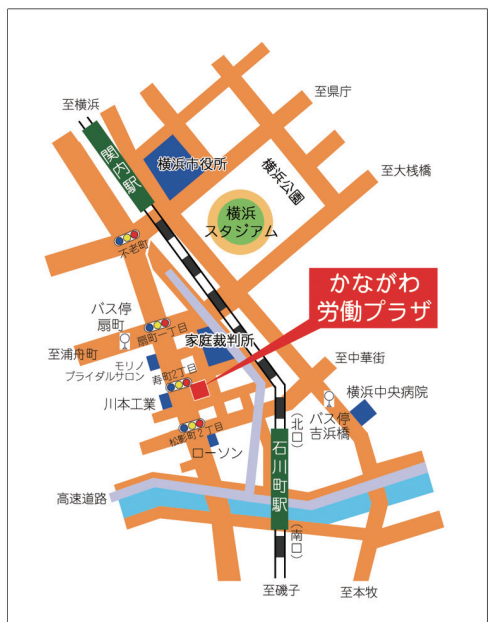 至横浜
至県庁
関内駅
横浜市役所
横浜公園
至大桟橋
横浜
スタジアム
不老町
かながわ
労働プラザ
バス停
扇町
扇町一丁目
家庭裁判所
至浦舟町
モリノ
ブライダルサロン
寿町2丁目
至中華街
川本工業
横浜中央病院
バス停
吉浜橋
松影町2丁目
ローソン
(北口)
石川町駅
(南口)
高速道路
至磯子
至本牧